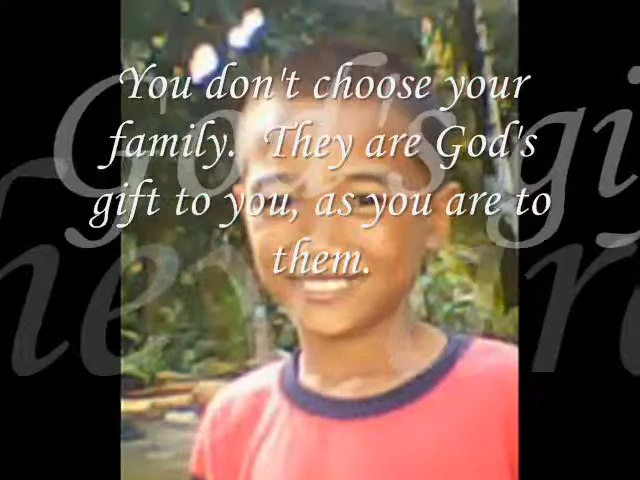 You don't choose your
family. They are God's
gift to you, as you are to
them.